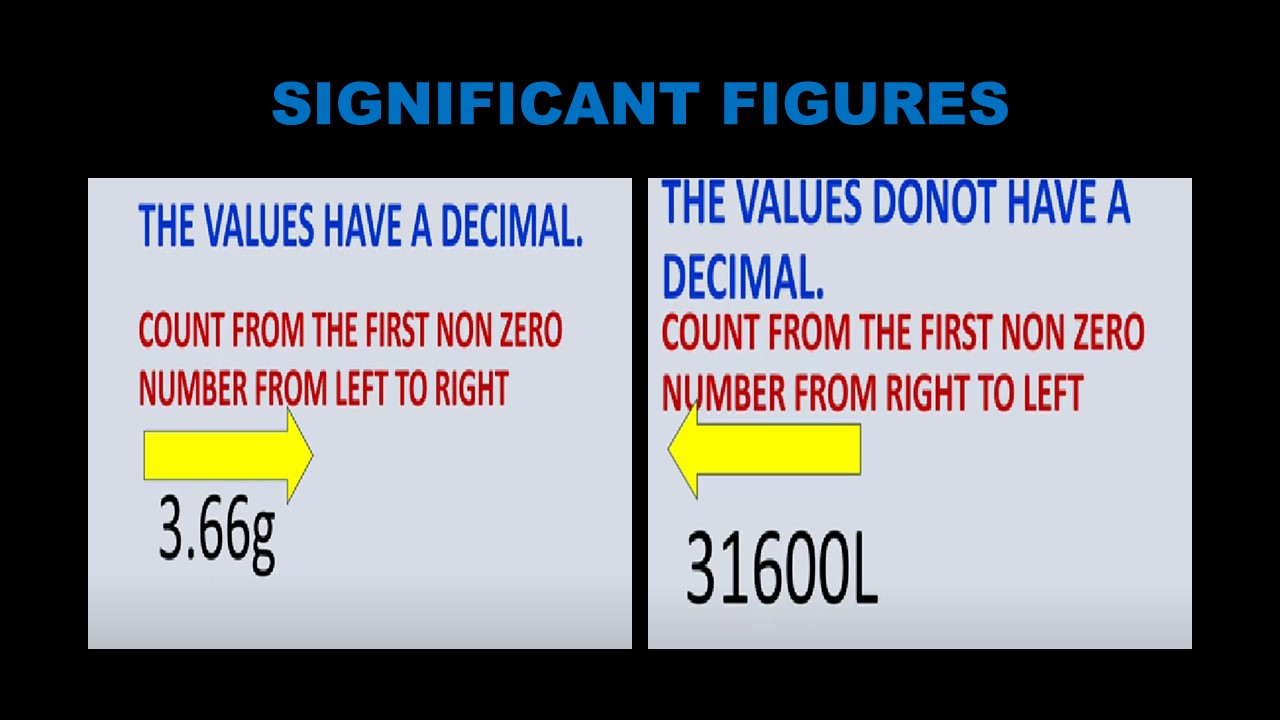 SIGNIFICANT FIGURES
THE VALUES HAVE A DECIMAL.
COUNT FROM THE FIRST NON ZERO
NUMBER FROM LEFT TO RIGHT
3.66g
THE VALUES DONOT HAVE A
DECIMAL.
COUNT FROM THE FIRST NON ZERO
NUMBER FROM RIGHT TO LEFT
31600L